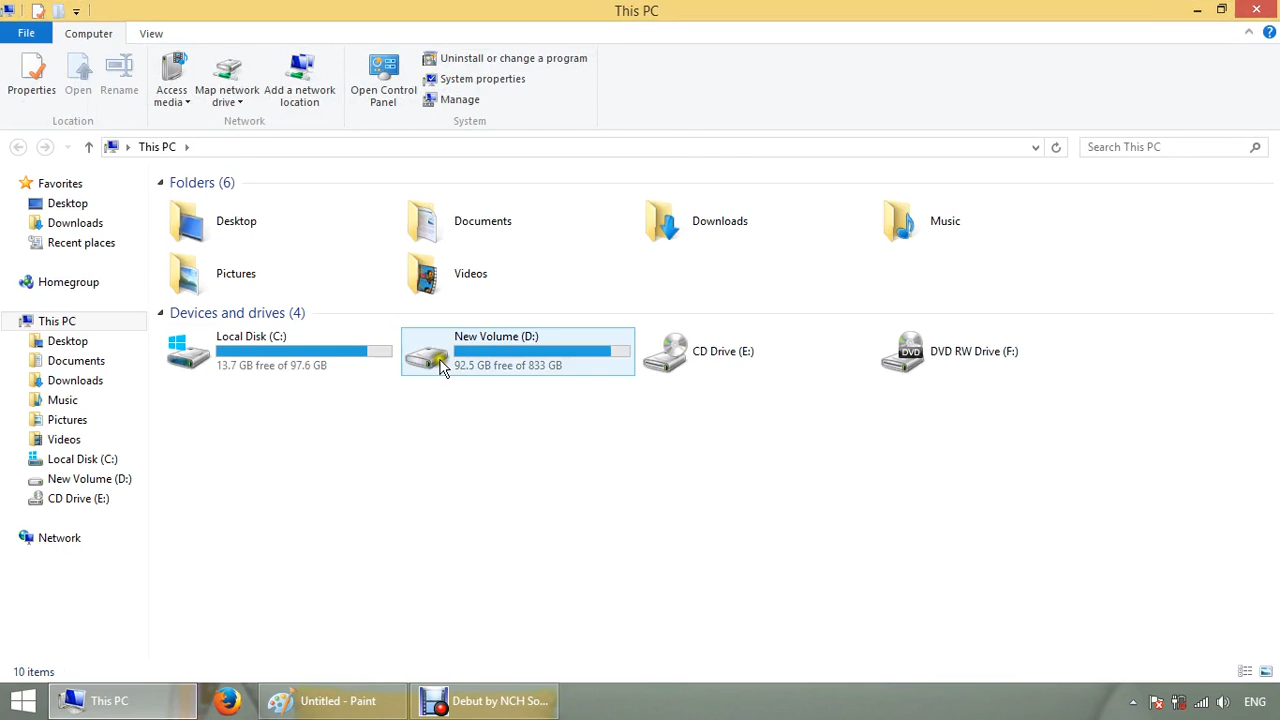 This PC
File
Computer
View
Properties
Open
Rename
Access media
Map network drive
Add a network location
Open Control Panel
Uninstall or change a program
System properties
Manage
Location
Network
System
This PC
Search This PC
Favorites
Desktop
Downloads
Recent places
Homegroup
This PC
Desktop
Documents
Downloads
Music
Pictures
Videos
Local Disk (C:)
New Volume (D:)
CD Drive (E:)
Network
Folders (6)
Desktop
Documents
Downloads
Music
Pictures
Videos
Devices and drives (4)
Local Disk (C:)
13.7 GB free of 97.6 GB
New Volume (D:)
92.5 GB free of 833 GB
CD Drive (E:)
DVD
DVD RW Drive (F:)
10 items
This PC
Untitled - Paint
Debut by NCH So...
ENG